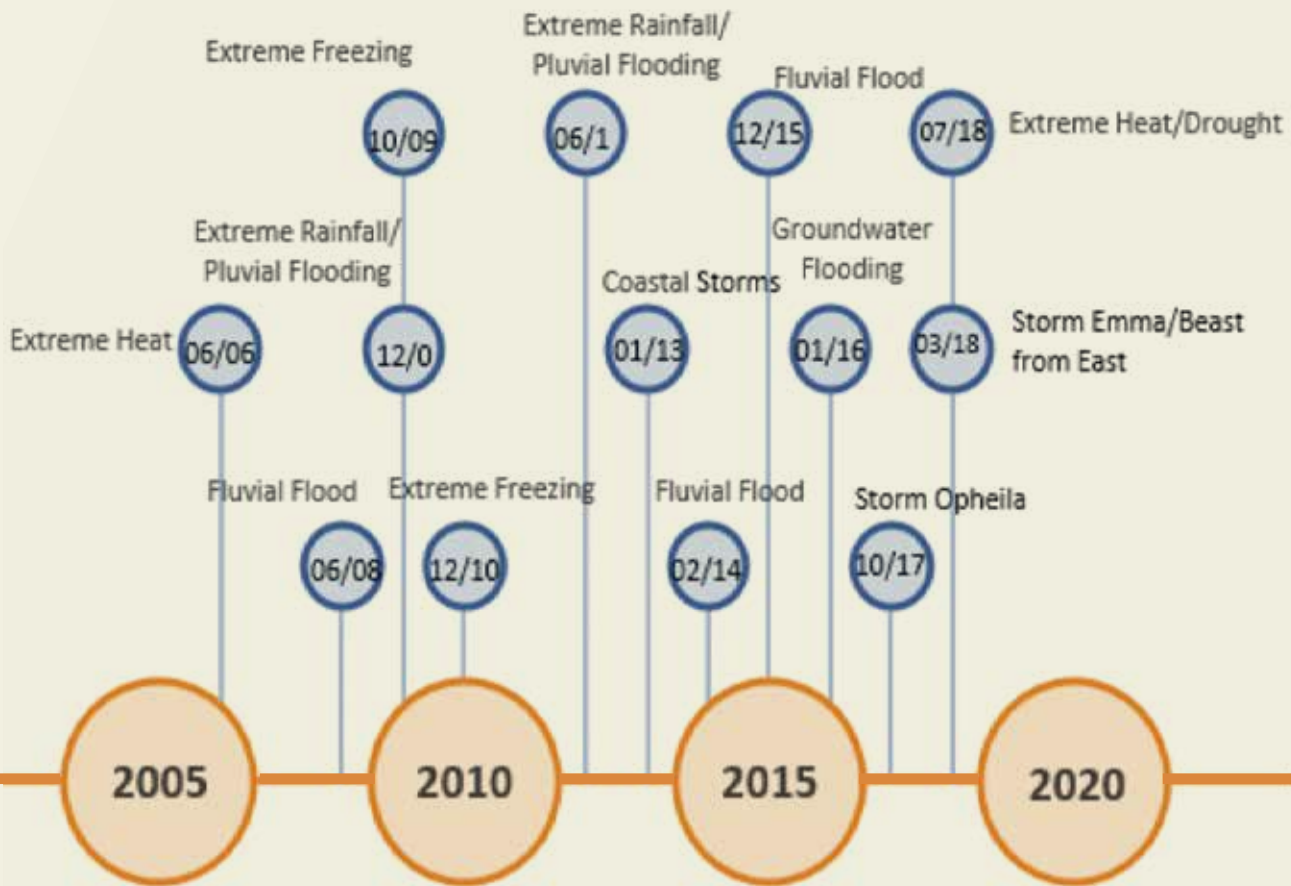 Extreme Freezing
10/09
Extreme Rainfall/
Pluvial Flooding
06/1
Fluvial Flood
12/15
07/18
Extreme Heat/Drought
Extreme Heat
06/06
Extreme Rainfall/
Pluvial Flooding
12/0
Coastal Storms
01/13
Groundwater
Flooding
01/16
03/18
Storm Emma/Beast
from East
Fluvial Flood
06/08
Extreme Freezing
12/10
Fluvial Flood
02/14
Storm Opheila
10/17
2005
2010
2015
2020